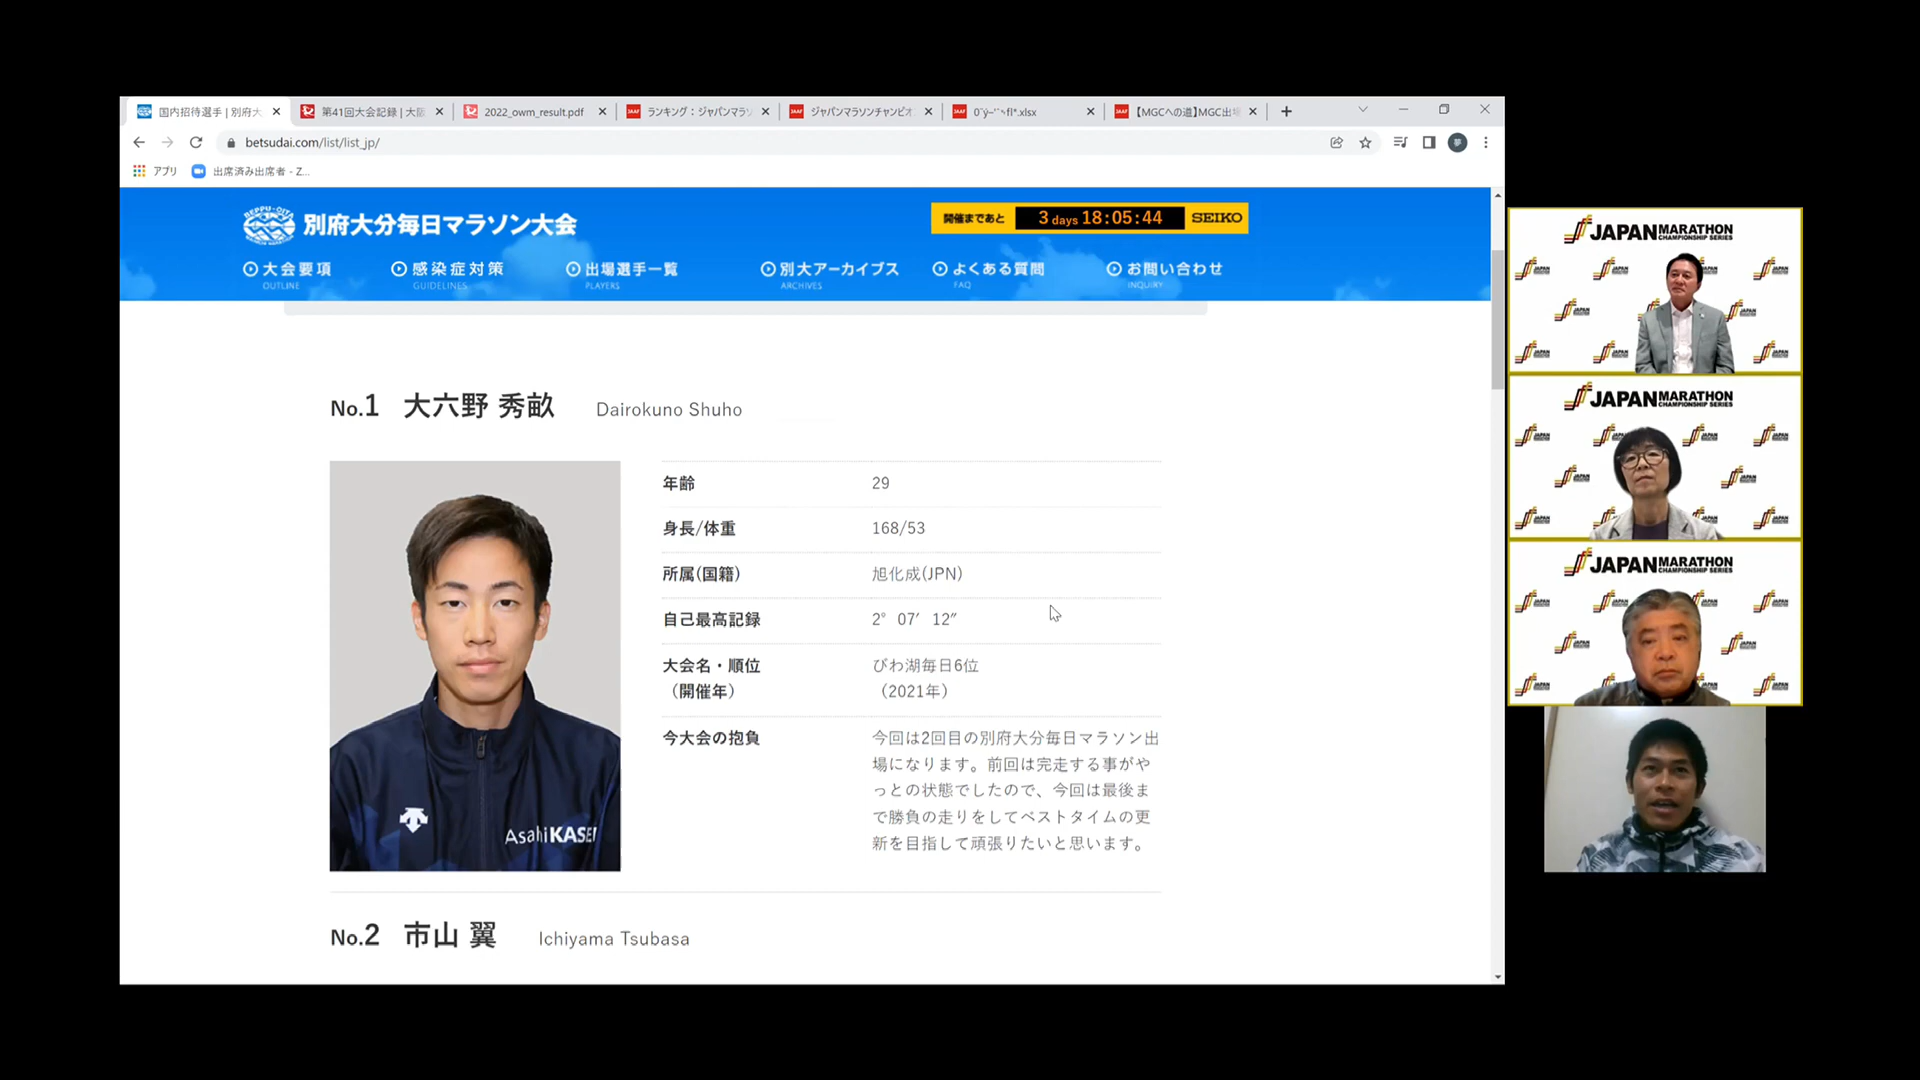 国内招待選手 | 別府大
第41回大会記録 | 大阪
2022_owm_result.pdf
ランキング：ジャパンマラソ
ジャパンマラソンチャンピオ
【MGCへの道】MGC出場
betsudai.com/list/list_jp/
アプリ
出席済み出席者 - Z...
BEPPU-OITA
別府大分毎日マラソン大会
開催まであと
3 days 18:05:44
SEIKO
大会要項
OUTLINE
感染症対策
GUIDELINES
出場選手一覧
PLAYERS
別大アーカイブス
ARCHIVES
よくある質問
FAQ
お問い合わせ
INQUIRY
No.1 大六野 秀畝 Dairokuno Shuho
年齢 29
身長/体重 168/53
所属(国籍) 旭化成(JPN)
自己最高記録 2° 07′ 12″
大会名・順位 びわ湖毎日6位
（開催年） （2021年）
今大会の抱負 今回は2回目の別府大分毎日マラソン出
場になります。前回は完走する事がや
っとの状態でしたので、今回は最後ま
で勝負の走りをしてベストタイムの更
新を目指して頑張りたいと思います。
AsahiKASEI
No.2 市山 翼 Ichiyama Tsubasa
JAPAN MARATHON CHAMPIONSHIP SERIES
JAPAN MARATHON CHAMPIONSHIP SERIES
JAPAN MARATHON CHAMPIONSHIP SERIES